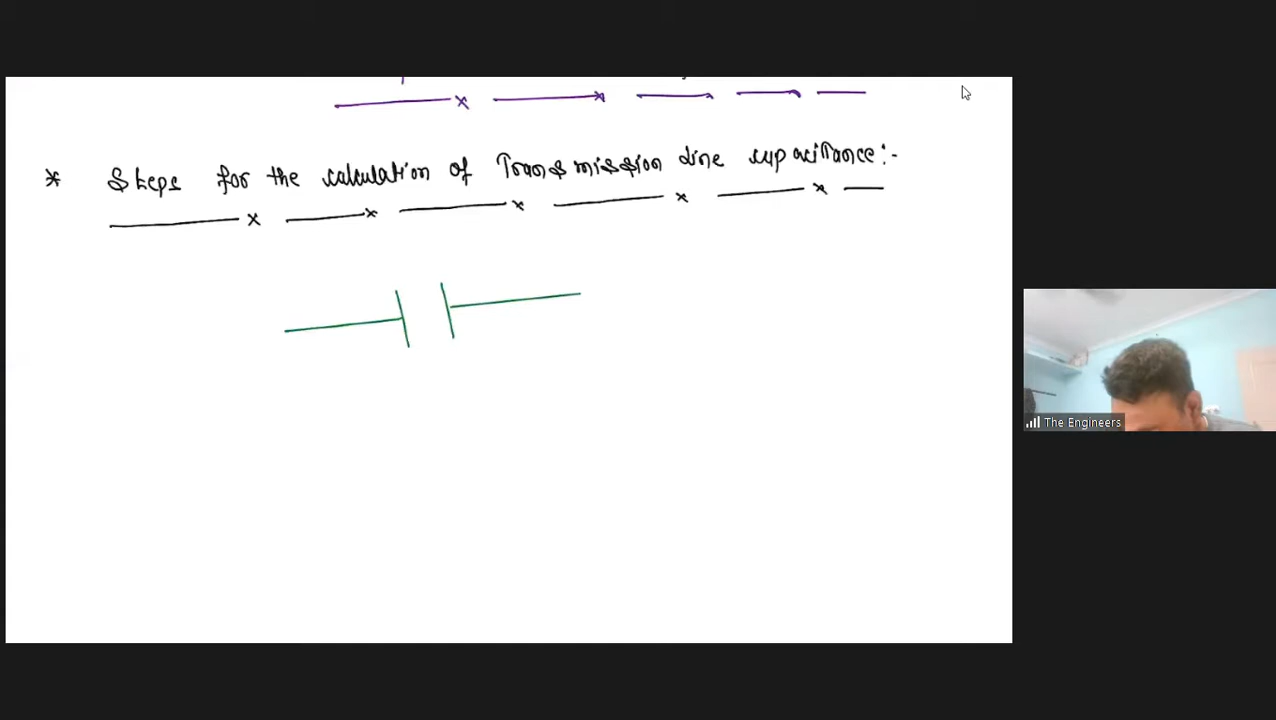 * Steps for the calculation of Transmission line capacitance:-
The Engineers